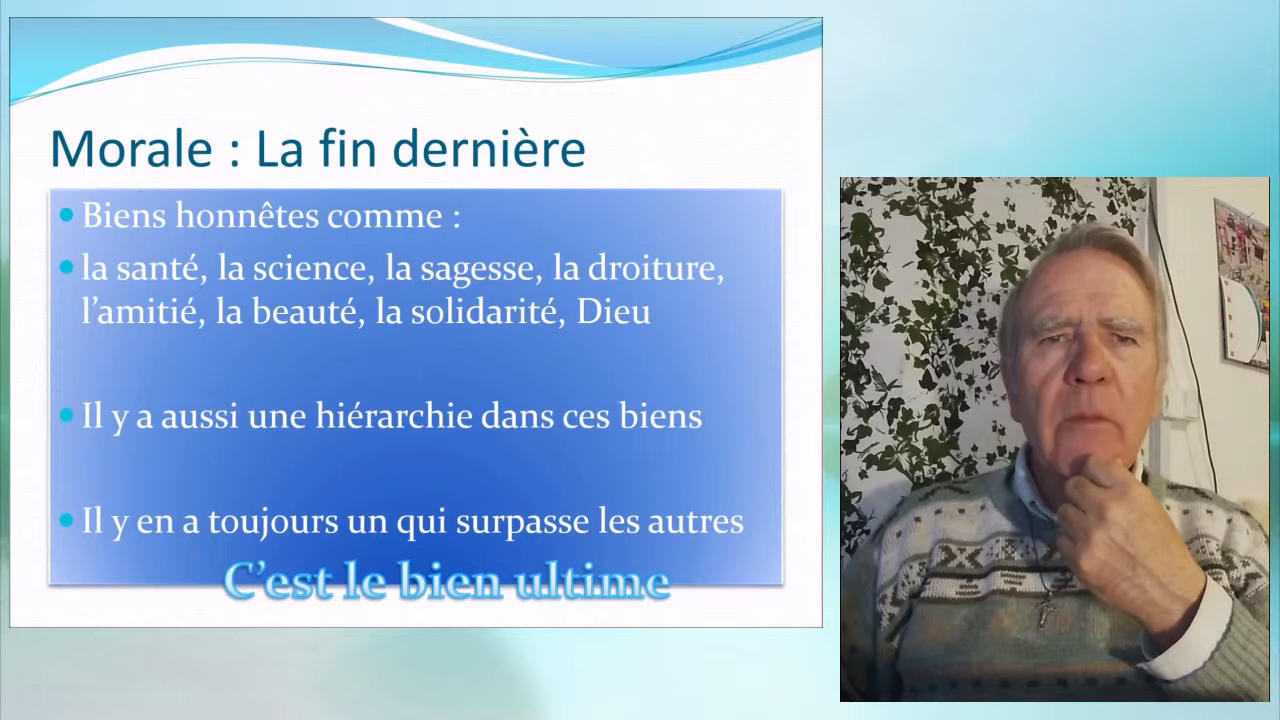 Morale : La fin dernière
Biens honnêtes comme :
la santé, la science, la sagesse, la droiture,
l’amitié, la beauté, la solidarité, Dieu
Il y a aussi une hiérarchie dans ces biens
Il y en a toujours un qui surpasse les autres
C’est le bien ultime